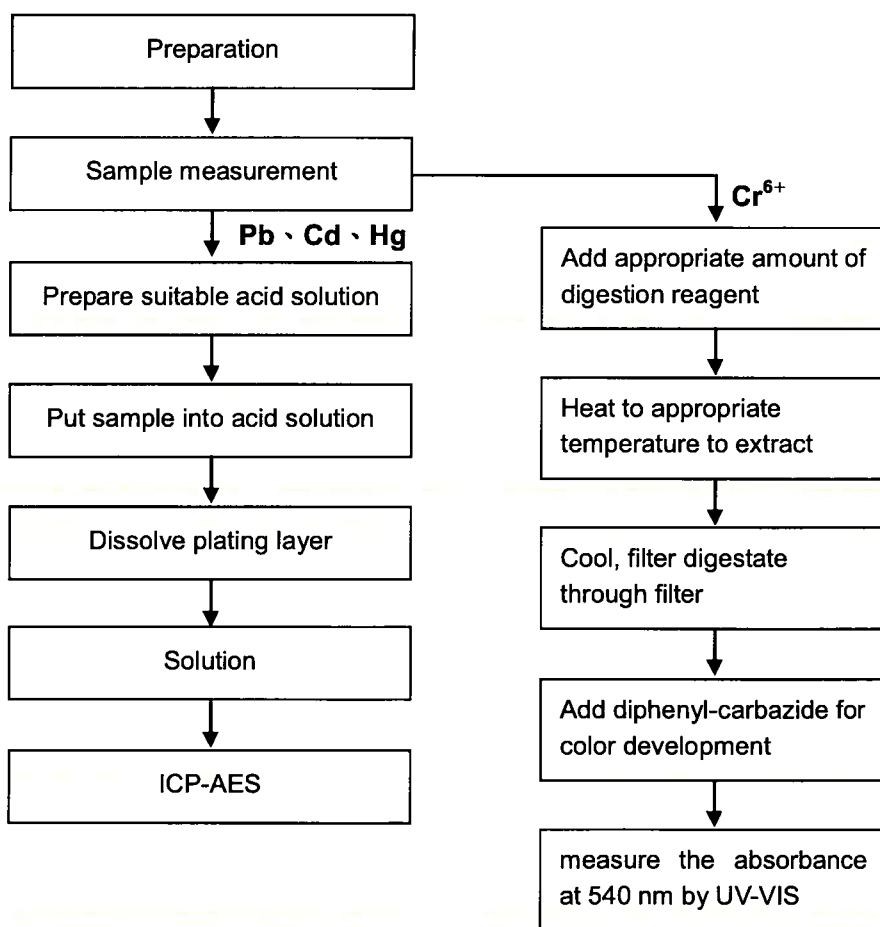 Preparation
Sample measurement
Pb、Cd、Hg
Prepare suitable acid solution
Put sample into acid solution
Dissolve plating layer
Solution
ICP-AES
Cr⁶⁺
Add appropriate amount of
digestion reagent
Heat to appropriate
temperature to extract
Cool, filter digestate
through filter
Add diphenyl-carbazide for
color development
measure the absorbance
at 540 nm by UV-VIS